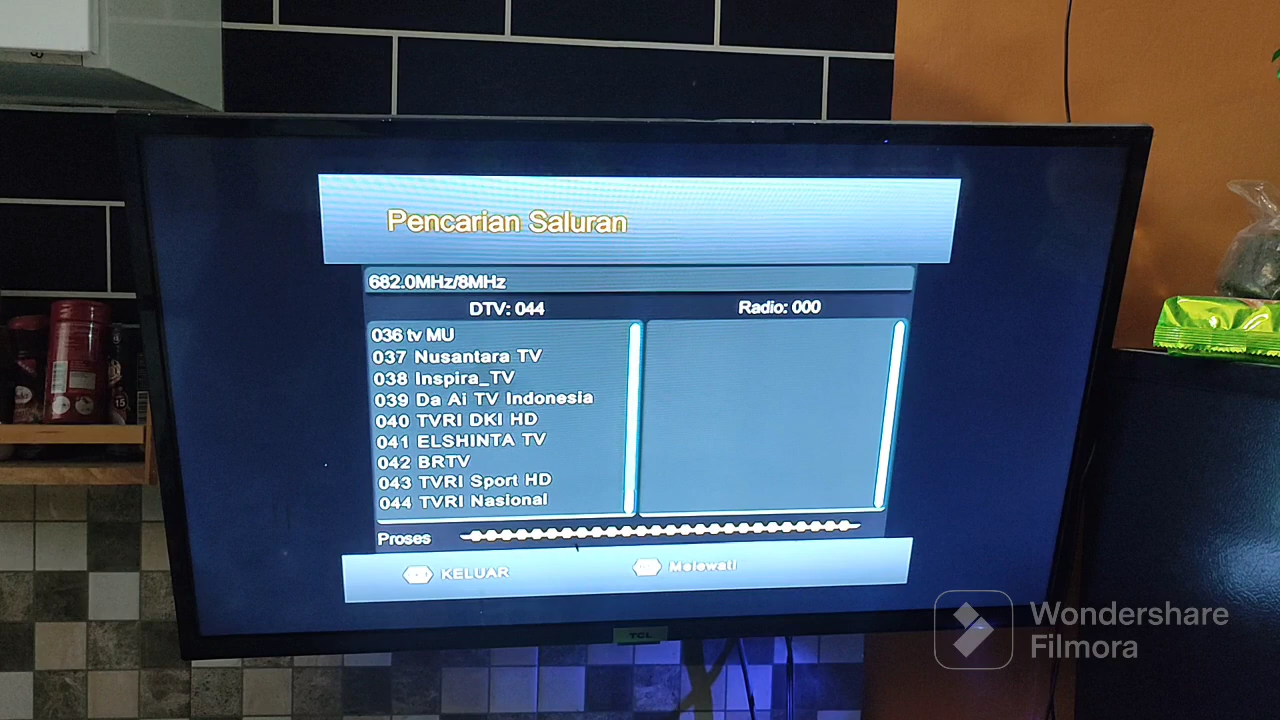 Pencarian Saluran
682.0MHz/8MHz
DTV: 044
Radio: 000
036 tv MU
037 Nusantara TV
038 Inspira_TV
039 Da Ai TV Indonesia
040 TVRI DKI HD
041 ELSHINTA TV
042 BRTV
043 TVRI Sport HD
044 TVRI Nasional
Proses
KELUAR
Melewati
TCL
Wondershare
Filmora